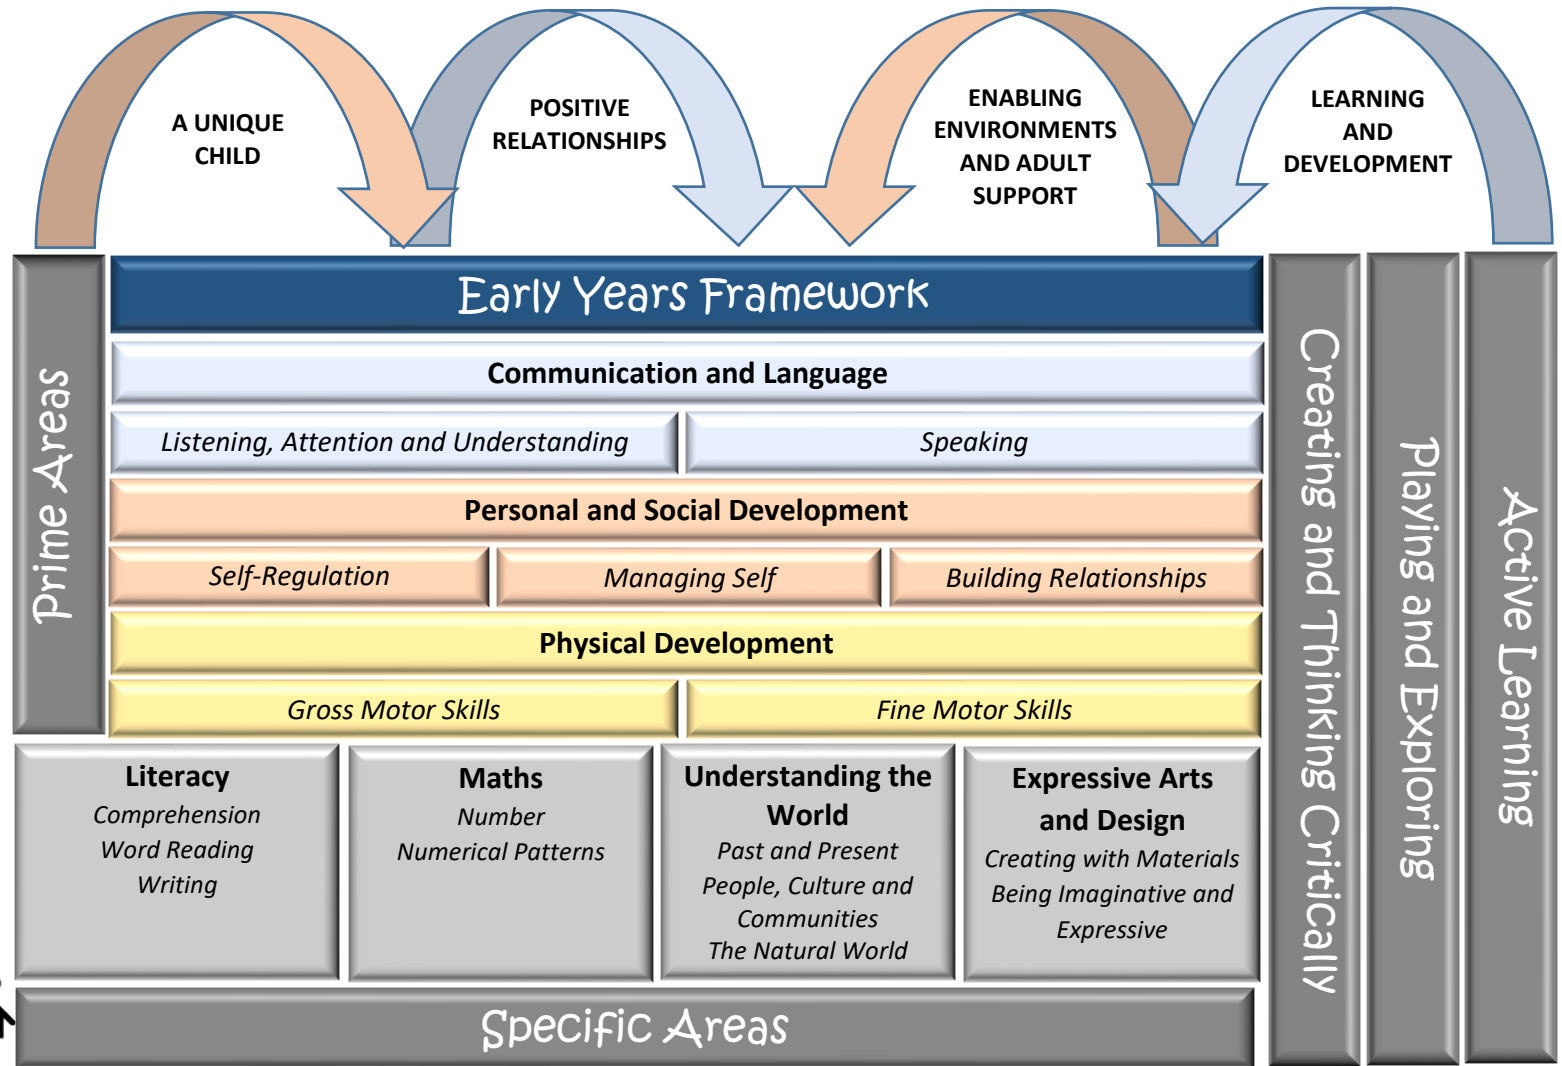 A UNIQUE
CHILD
POSITIVE
RELATIONSHIPS
ENABLING
ENVIRONMENTS
AND ADULT
SUPPORT
LEARNING
AND
DEVELOPMENT
Early Years Framework
Prime Areas
Communication and Language
Listening, Attention and Understanding
Speaking
Personal and Social Development
Self-Regulation
Managing Self
Building Relationships
Physical Development
Gross Motor Skills
Fine Motor Skills
Literacy
Comprehension
Word Reading
Writing
Maths
Number
Numerical Patterns
Understanding the
World
Past and Present
People, Culture and
Communities
The Natural World
Expressive Arts
and Design
Creating with Materials
Being Imaginative and
Expressive
Specific Areas
Creating and Thinking Critically
Playing and Exploring
Active Learning